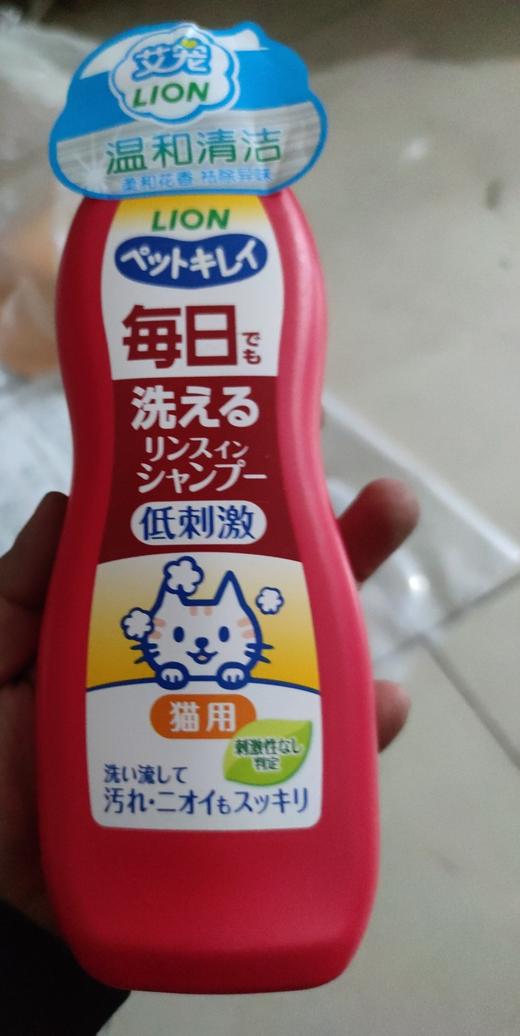 艾宠
LION
温和清洁
柔和花香 祛除异味
LION
ペットキレイ
毎日でも
洗える
リンスイン
シャンプー
低刺激
猫用
刺激性なし
判定
洗い流して
汚れ・ニオイもスッキリ